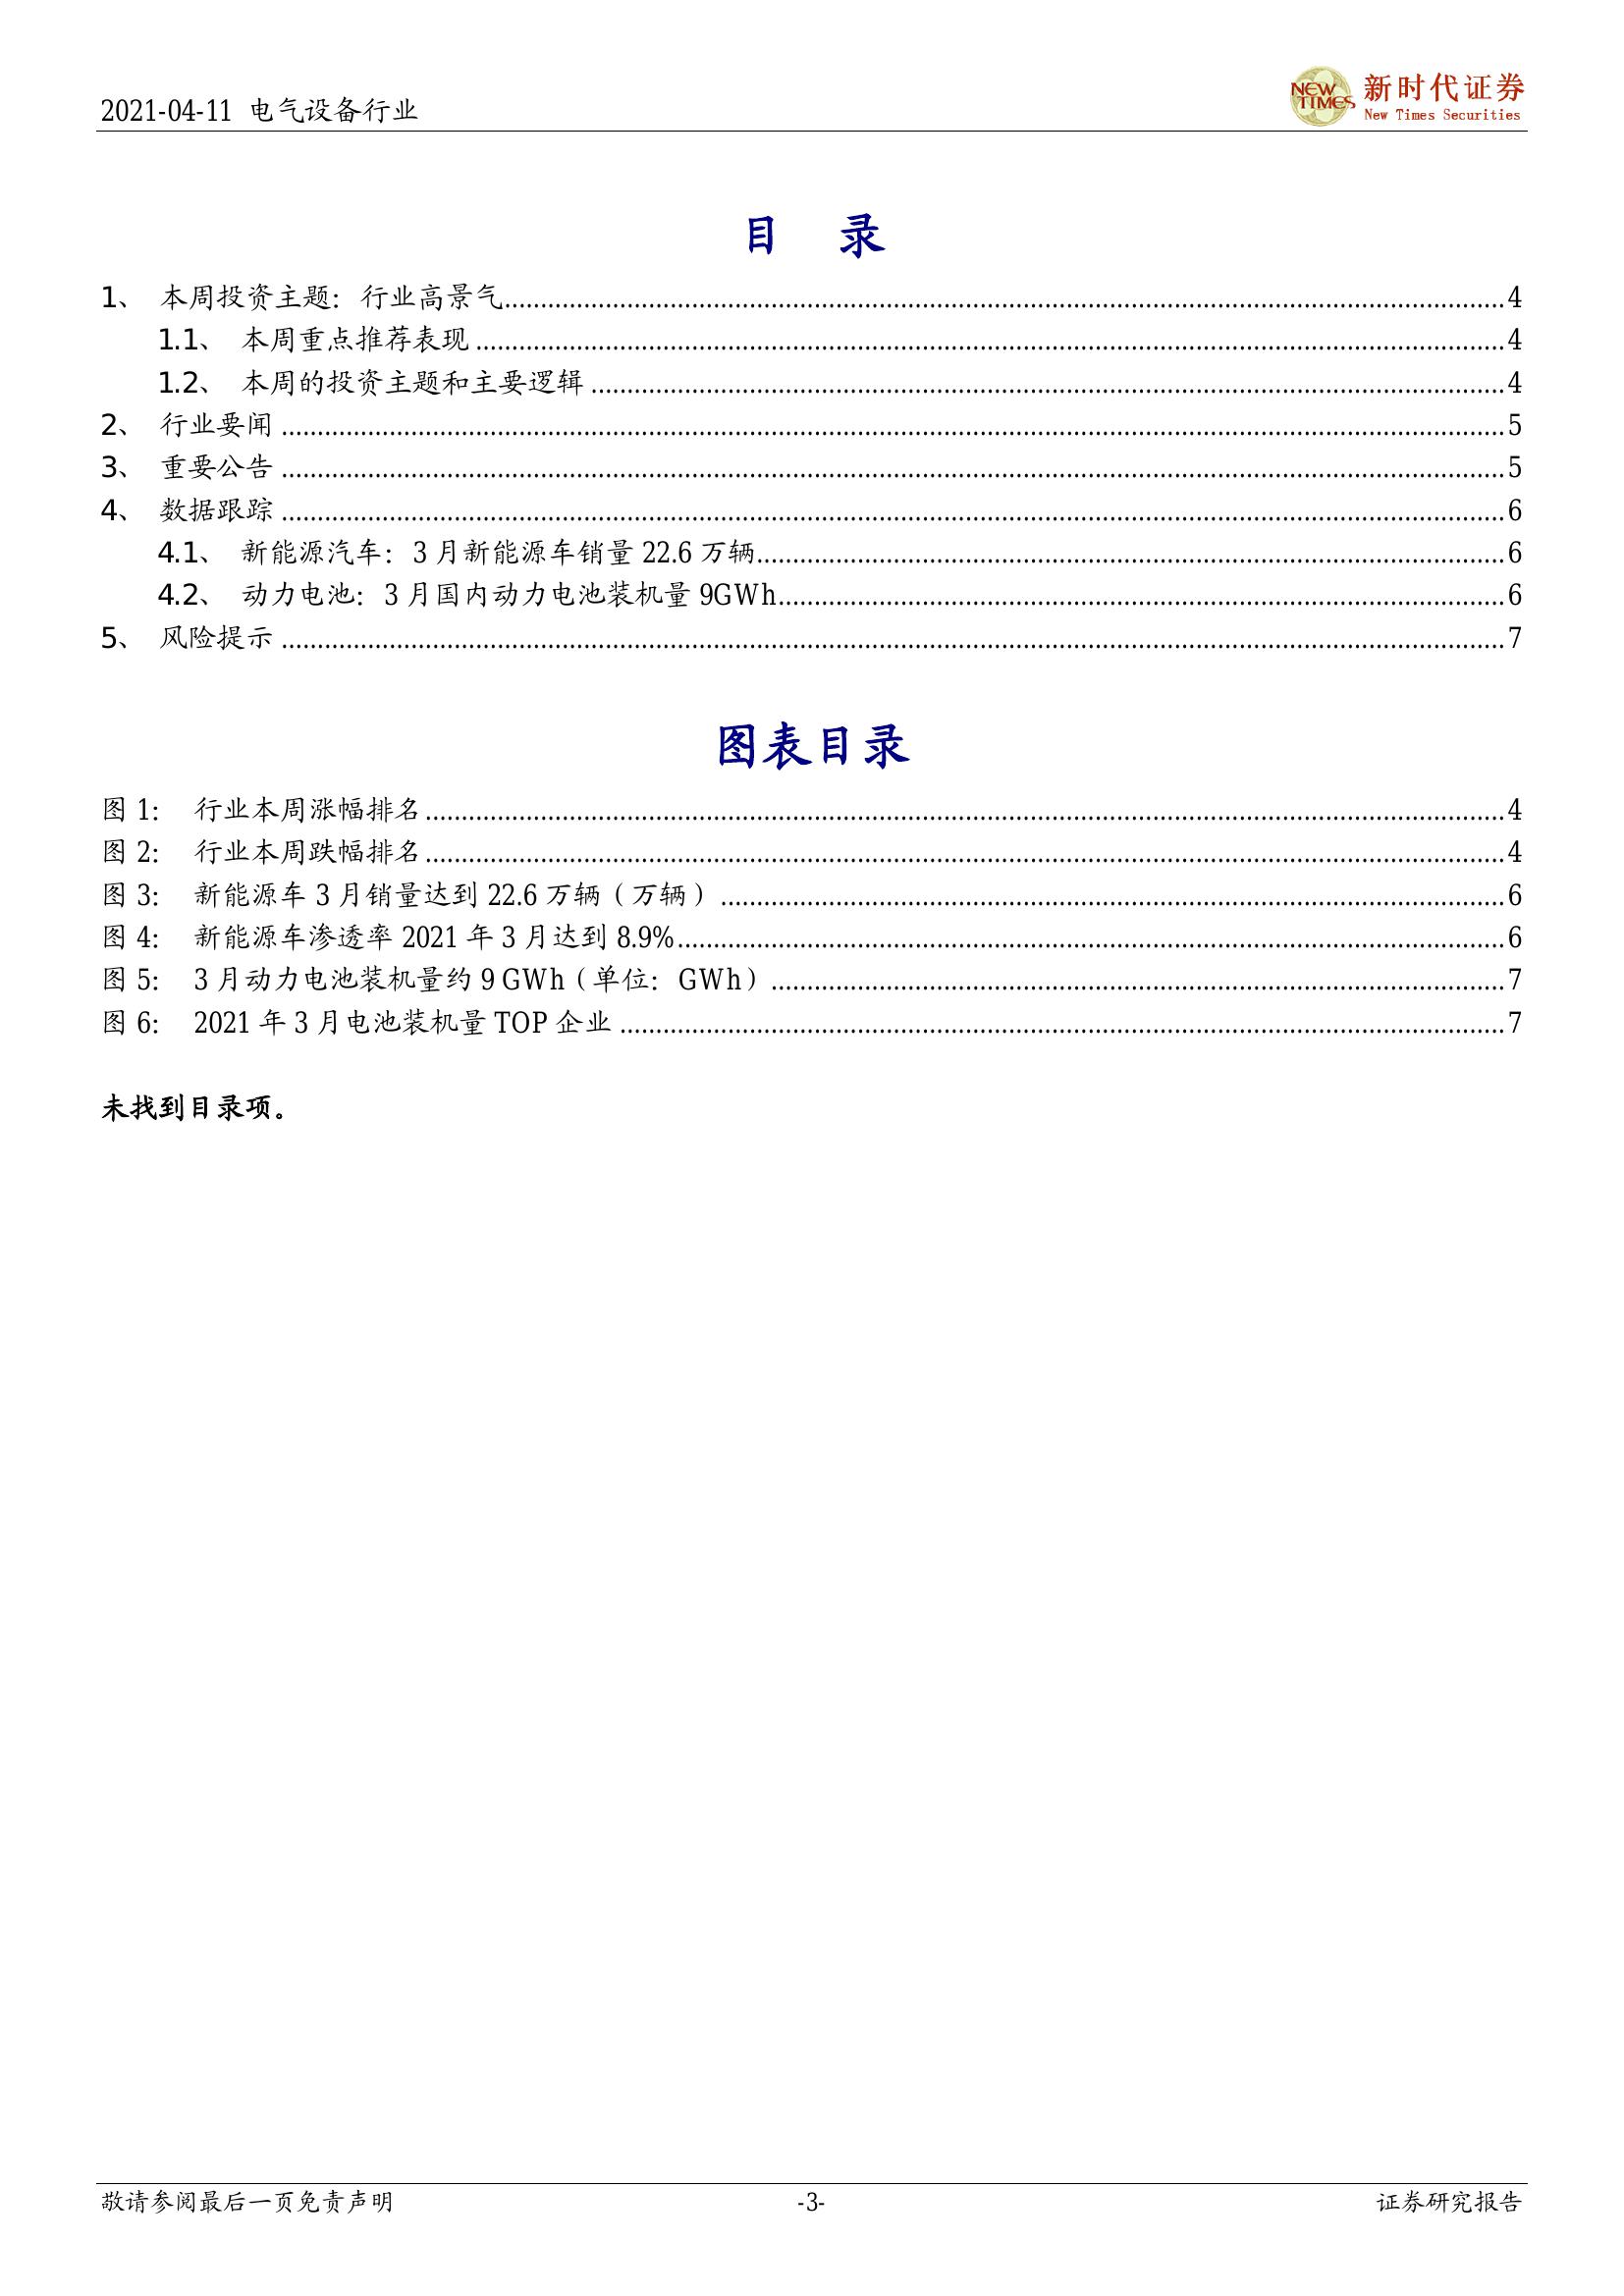 2021-04-11 电气设备行业
NEW TIMES
新时代证券
New Times Securities
目 录
1、 本周投资主题：行业高景气....................4
1.1、 本周重点推荐表现....................4
1.2、 本周的投资主题和主要逻辑....................4
2、 行业要闻....................5
3、 重要公告....................5
4、 数据跟踪....................6
4.1、 新能源汽车：3 月新能源车销量 22.6 万辆....................6
4.2、 动力电池：3 月国内动力电池装机量 9GWh....................6
5、 风险提示....................7
图表目录
图 1： 行业本周涨幅排名....................4
图 2： 行业本周跌幅排名....................4
图 3： 新能源车 3 月销量达到 22.6 万辆（万辆）....................6
图 4： 新能源车渗透率 2021 年 3 月达到 8.9%....................6
图 5： 3 月动力电池装机量约 9 GWh（单位：GWh）....................7
图 6： 2021 年 3 月电池装机量 TOP 企业....................7
未找到目录项。
敬请参阅最后一页免责声明 -3- 证券研究报告